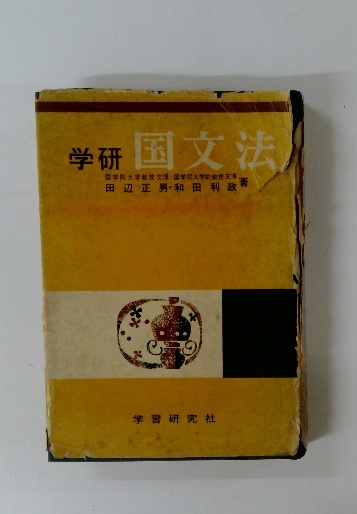 学研 国文法
国学院大学教授文博 国学院大学助教授文博
田辺正男・和田利政 著
学習研究社